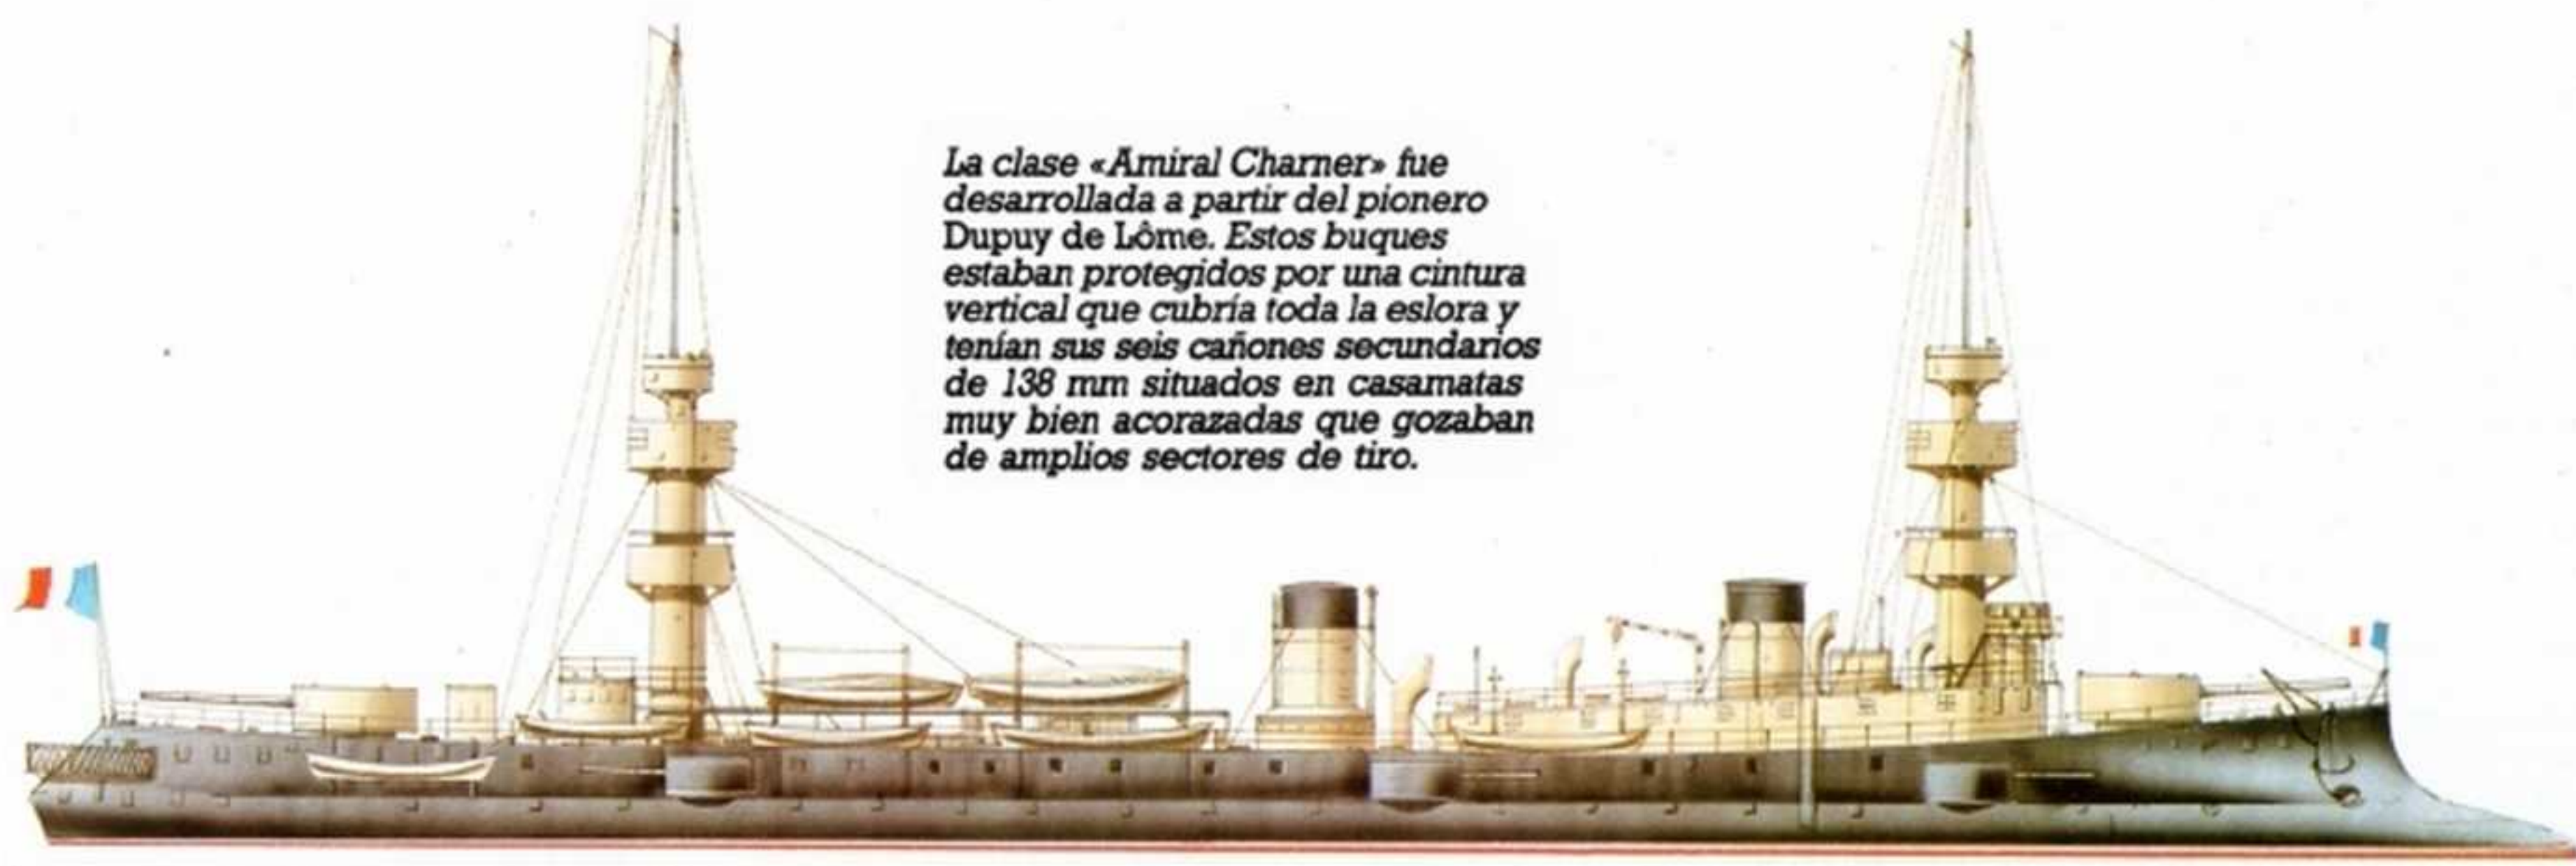 La clase «Amiral Charner» fue
desarrollada a partir del pionero
Dupuy de Lôme. Estos buques
estaban protegidos por una cintura
vertical que cubría toda la eslora y
tenían sus seis cañones secundarios
de 138 mm situados en casamatas
muy bien acorazadas que gozaban
de amplios sectores de tiro.